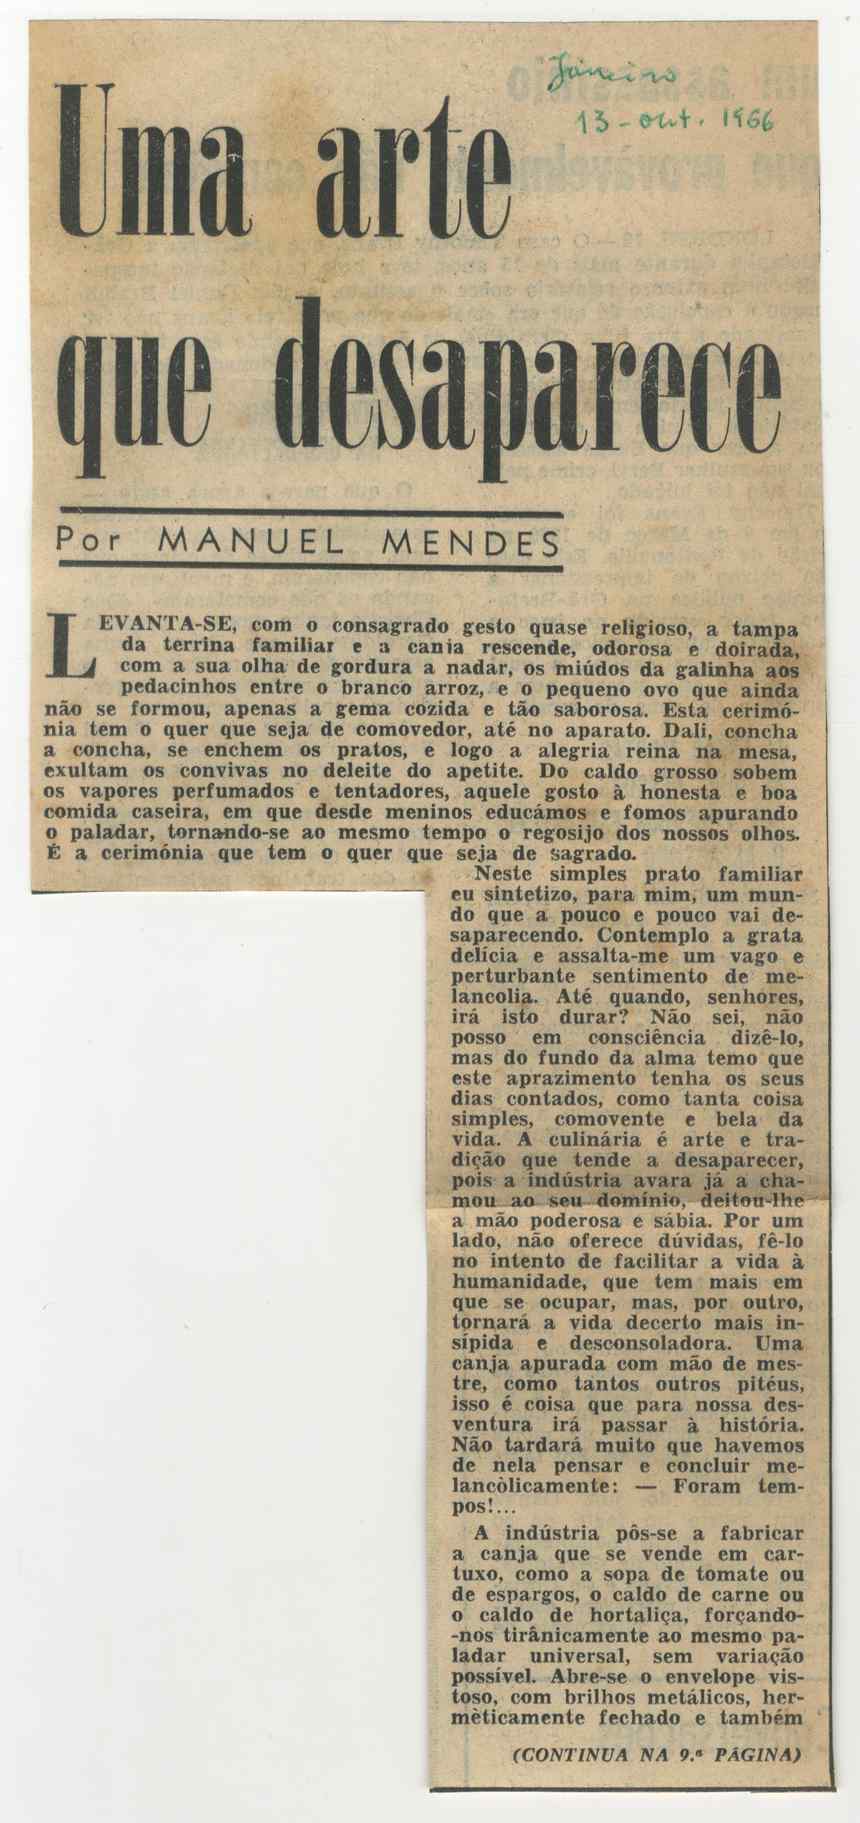 Janeiro
13-out. 1966
Uma arte
que desaparece
Por MANUEL MENDES
LEVANTA-SE, com o consagrado gesto quase religioso, a tampa
da terrina familiar e a canja rescende, odorosa e doirada,
com a sua olha de gordura a nadar, os miúdos da galinha aos
pedacinhos entre o branco arroz, e o pequeno ovo que ainda
não se formou, apenas a gema cozida e tão saborosa. Esta cerimó-
nia tem o quer que seja de comovedor, até no aparato. Dali, concha
a concha, se enchem os pratos, e logo a alegria reina na mesa,
exultam os convivas no deleite do apetite. Do caldo grosso sobem
os vapores perfumados e tentadores, aquele gosto à honesta e boa
comida caseira, em que desde meninos educámos e fomos apurando
o paladar, tornando-se ao mesmo tempo o regosijo dos nossos olhos.
É a cerimónia que tem o quer que seja de sagrado.
Neste simples prato familiar
eu sintetizo, para mim, um mun-
do que a pouco e pouco vai de-
saparecendo. Contemplo a grata
delícia e assalta-me um vago e
perturbante sentimento de me-
lancolia. Até quando, senhores,
irá isto durar? Não sei, não
posso em consciência dizê-lo,
mas do fundo da alma temo que
este aprazimento tenha os seus
dias contados, como tanta coisa
simples, comovente e bela da
vida. A culinária é arte e tra-
dição que tende a desaparecer,
pois a indústria avara já a cha-
mou ao seu domínio, deitou-lhe
a mão poderosa e sábia. Por um
lado, não oferece dúvidas, fê-lo
no intento de facilitar a vida à
humanidade, que tem mais em
que se ocupar, mas, por outro,
tornará a vida decerto mais in-
sípida e desconsoladora. Uma
canja apurada com mão de mes-
tre, como tantos outros pitéus,
isso é coisa que para nossa des-
ventura irá passar à história.
Não tardará muito que havemos
de nela pensar e concluir me-
lancòlicamente: — Foram tem-
pos!...
A indústria pôs-se a fabricar
a canja que se vende em car-
tuxo, como a sopa de tomate ou
de espargos, o caldo de carne ou
o caldo de hortaliça, forçando-
-nos tirânicamente ao mesmo pa-
ladar universal, sem variação
possível. Abre-se o envelope vis-
toso, com brilhos metálicos, her-
mèticamente fechado e também
(CONTINUA NA 9.ª PÁGINA)